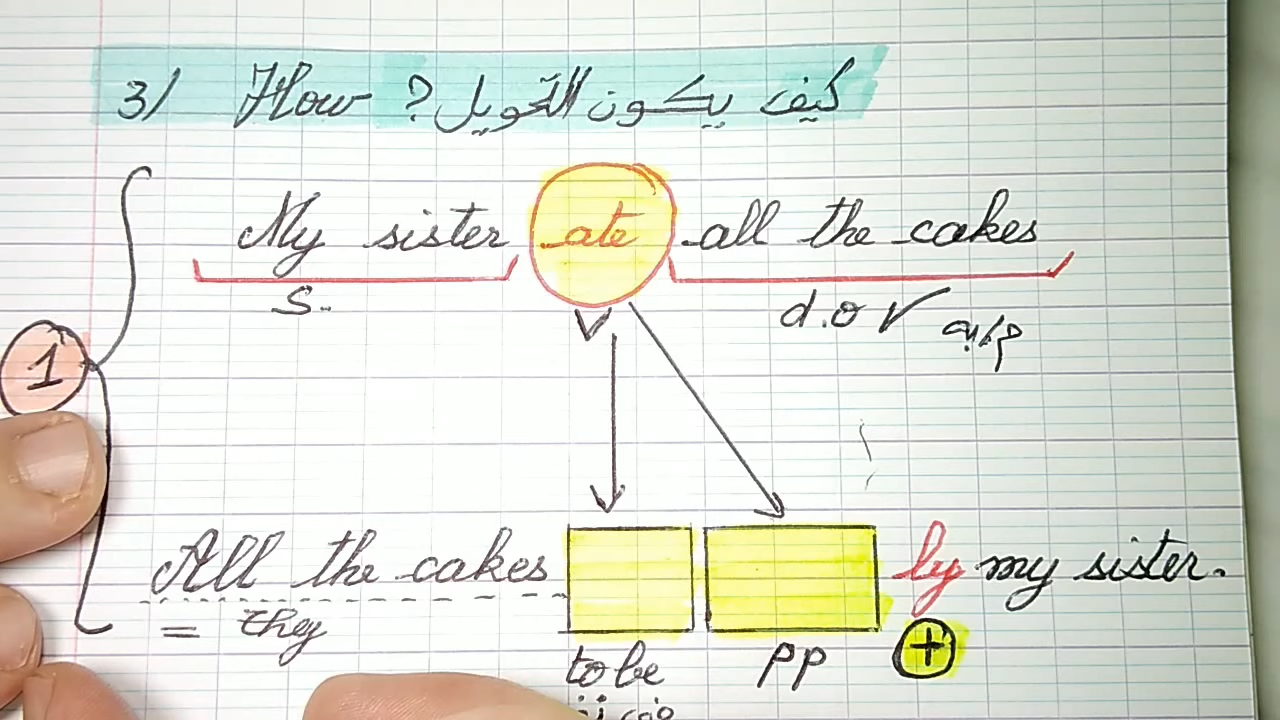 3/ How ? كيف يكون التحويل
My sister ate all the cakes
S.. V d.o
1
All the cakes by my sister.
= they
to be pp +